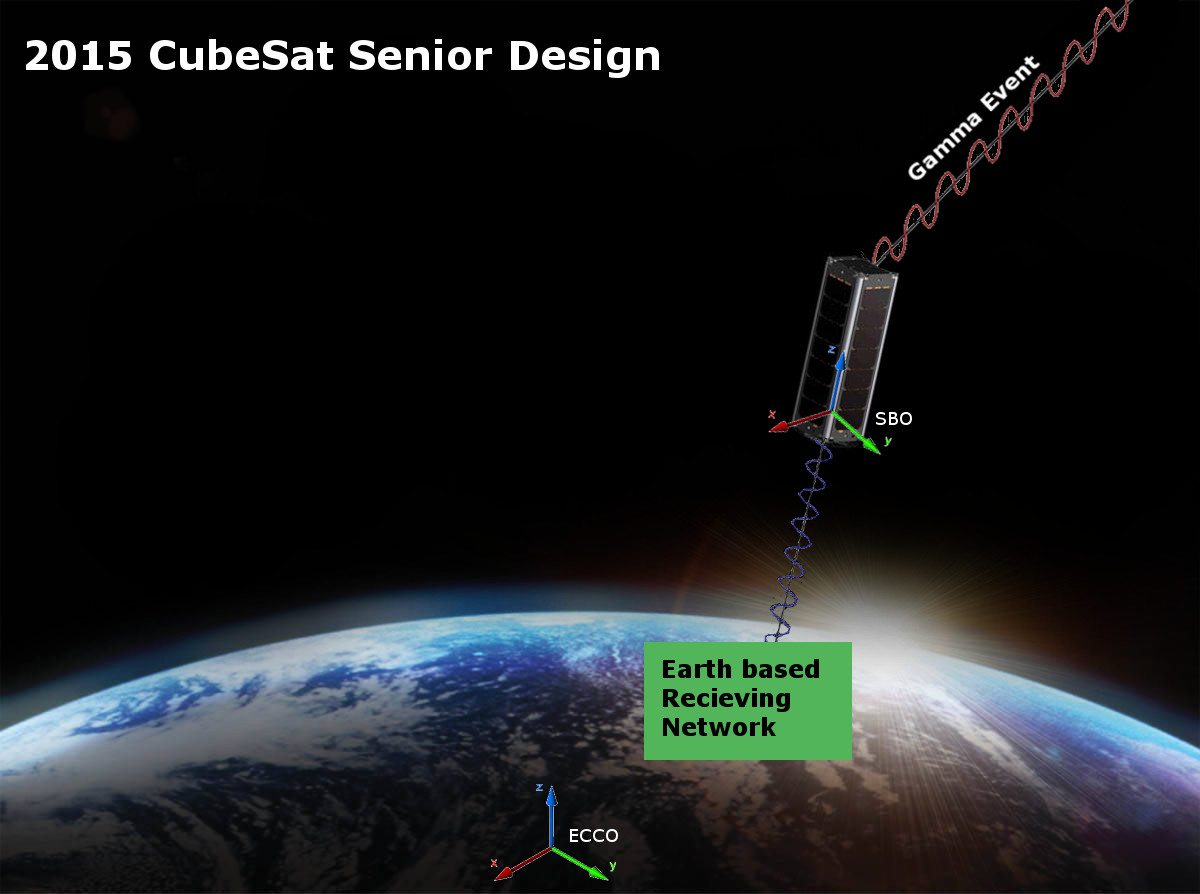 2015 CubeSat Senior Design
Gamma Event
z
x
SBO
y
Earth based
Recieving
Network
z
ECCO
x
y